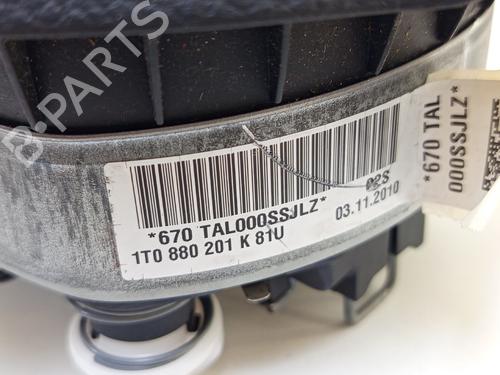 B-PARTS
02S
*670 TAL000SSJLZ*
03.11.2010
1T0 880 201 K 81U
*670 TAL
000SSJLZ*